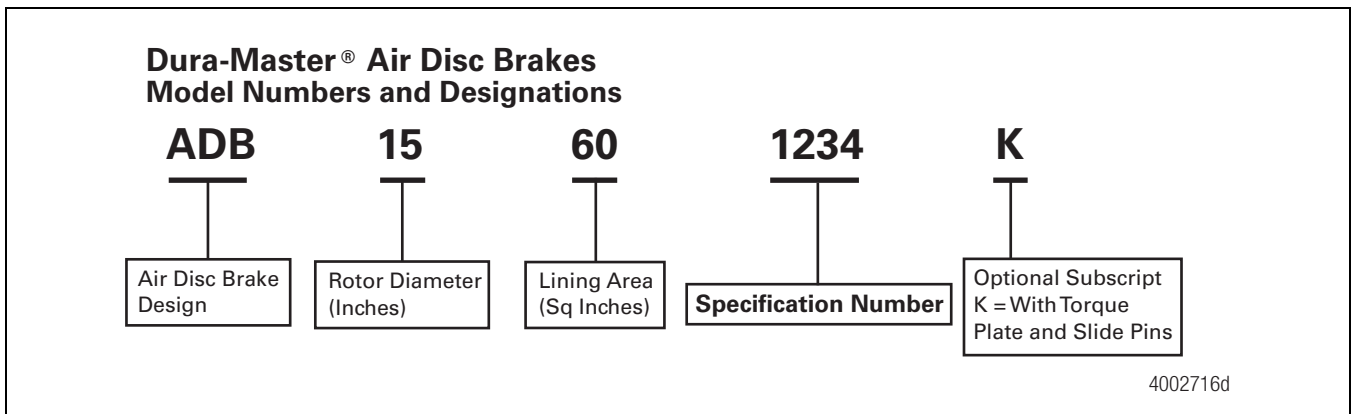 Dura-Master® Air Disc Brakes
Model Numbers and Designations
ADB 15 60 1234 K
Air Disc Brake
Design
Rotor Diameter
(Inches)
Lining Area
(Sq Inches)
Specification Number
Optional Subscript
K = With Torque
Plate and Slide Pins
4002716d